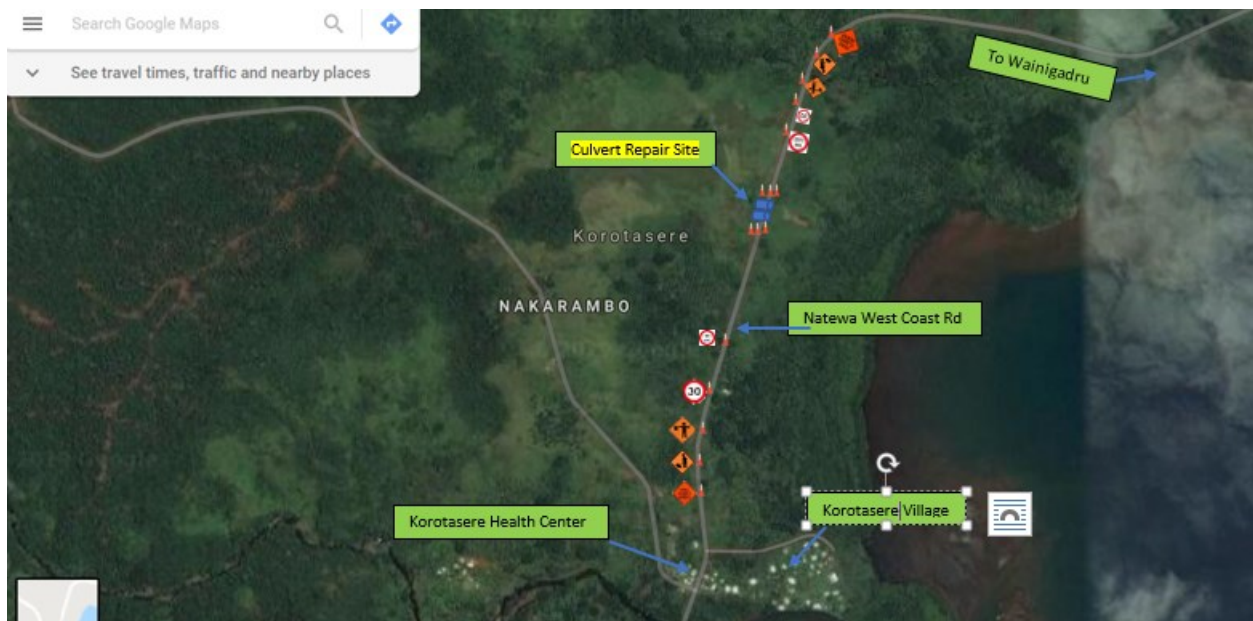 Search Google Maps
See travel times, traffic and nearby places
To Wainigadru
Culvert Repair Site
Korotasere
NAKARAMBO
Natewa West Coast Rd
30
Korotasere Village
Korotasere Health Center